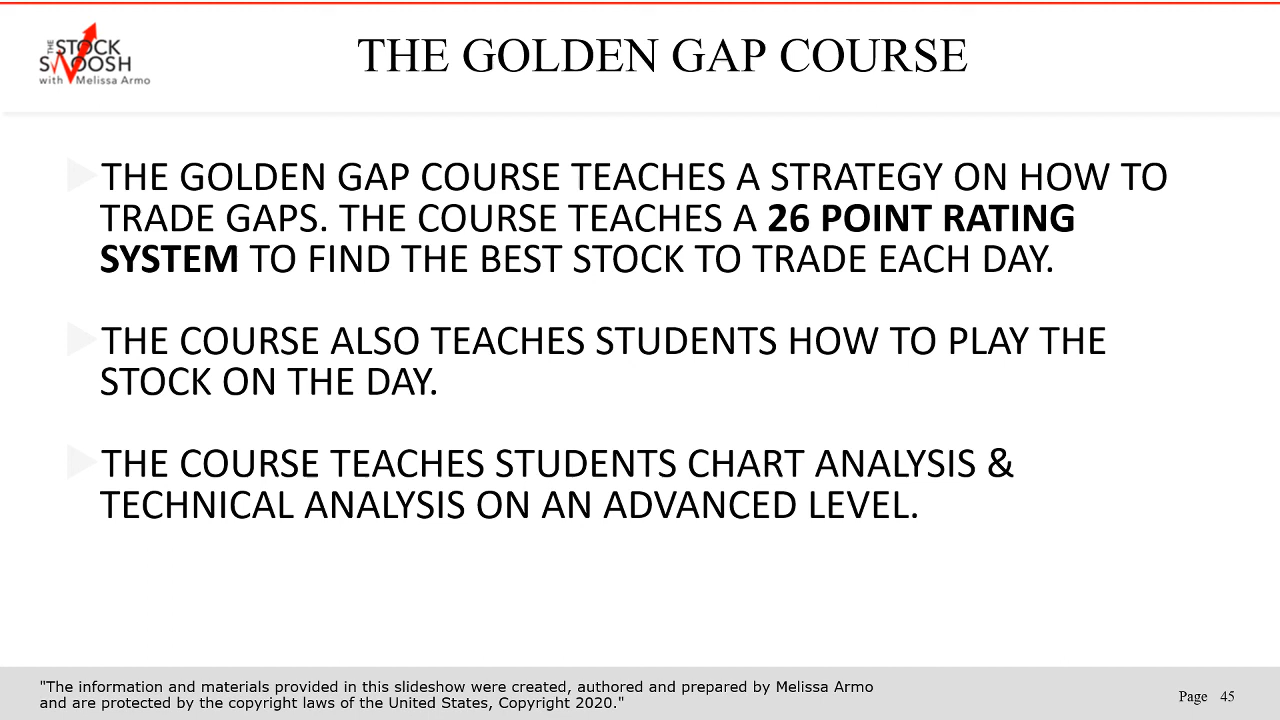 THE STOCK
SWOOSH
with Melissa Armo
THE GOLDEN GAP COURSE
THE GOLDEN GAP COURSE TEACHES A STRATEGY ON HOW TO
TRADE GAPS. THE COURSE TEACHES A 26 POINT RATING
SYSTEM TO FIND THE BEST STOCK TO TRADE EACH DAY.
THE COURSE ALSO TEACHES STUDENTS HOW TO PLAY THE
STOCK ON THE DAY.
THE COURSE TEACHES STUDENTS CHART ANALYSIS &
TECHNICAL ANALYSIS ON AN ADVANCED LEVEL.
"The information and materials provided in this slideshow were created, authored and prepared by Melissa Armo
and are protected by the copyright laws of the United States, Copyright 2020."
Page 45